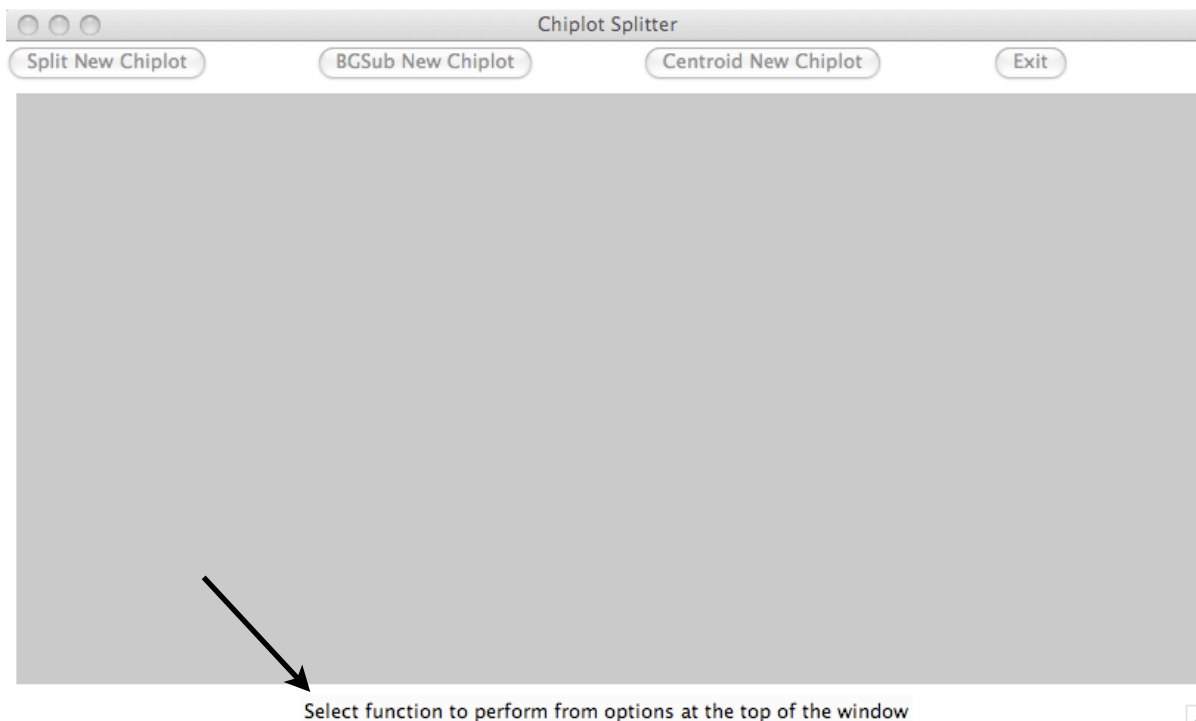 Chiplot Splitter
Split New Chiplot BGSub New Chiplot Centroid New Chiplot Exit
Select function to perform from options at the top of the window